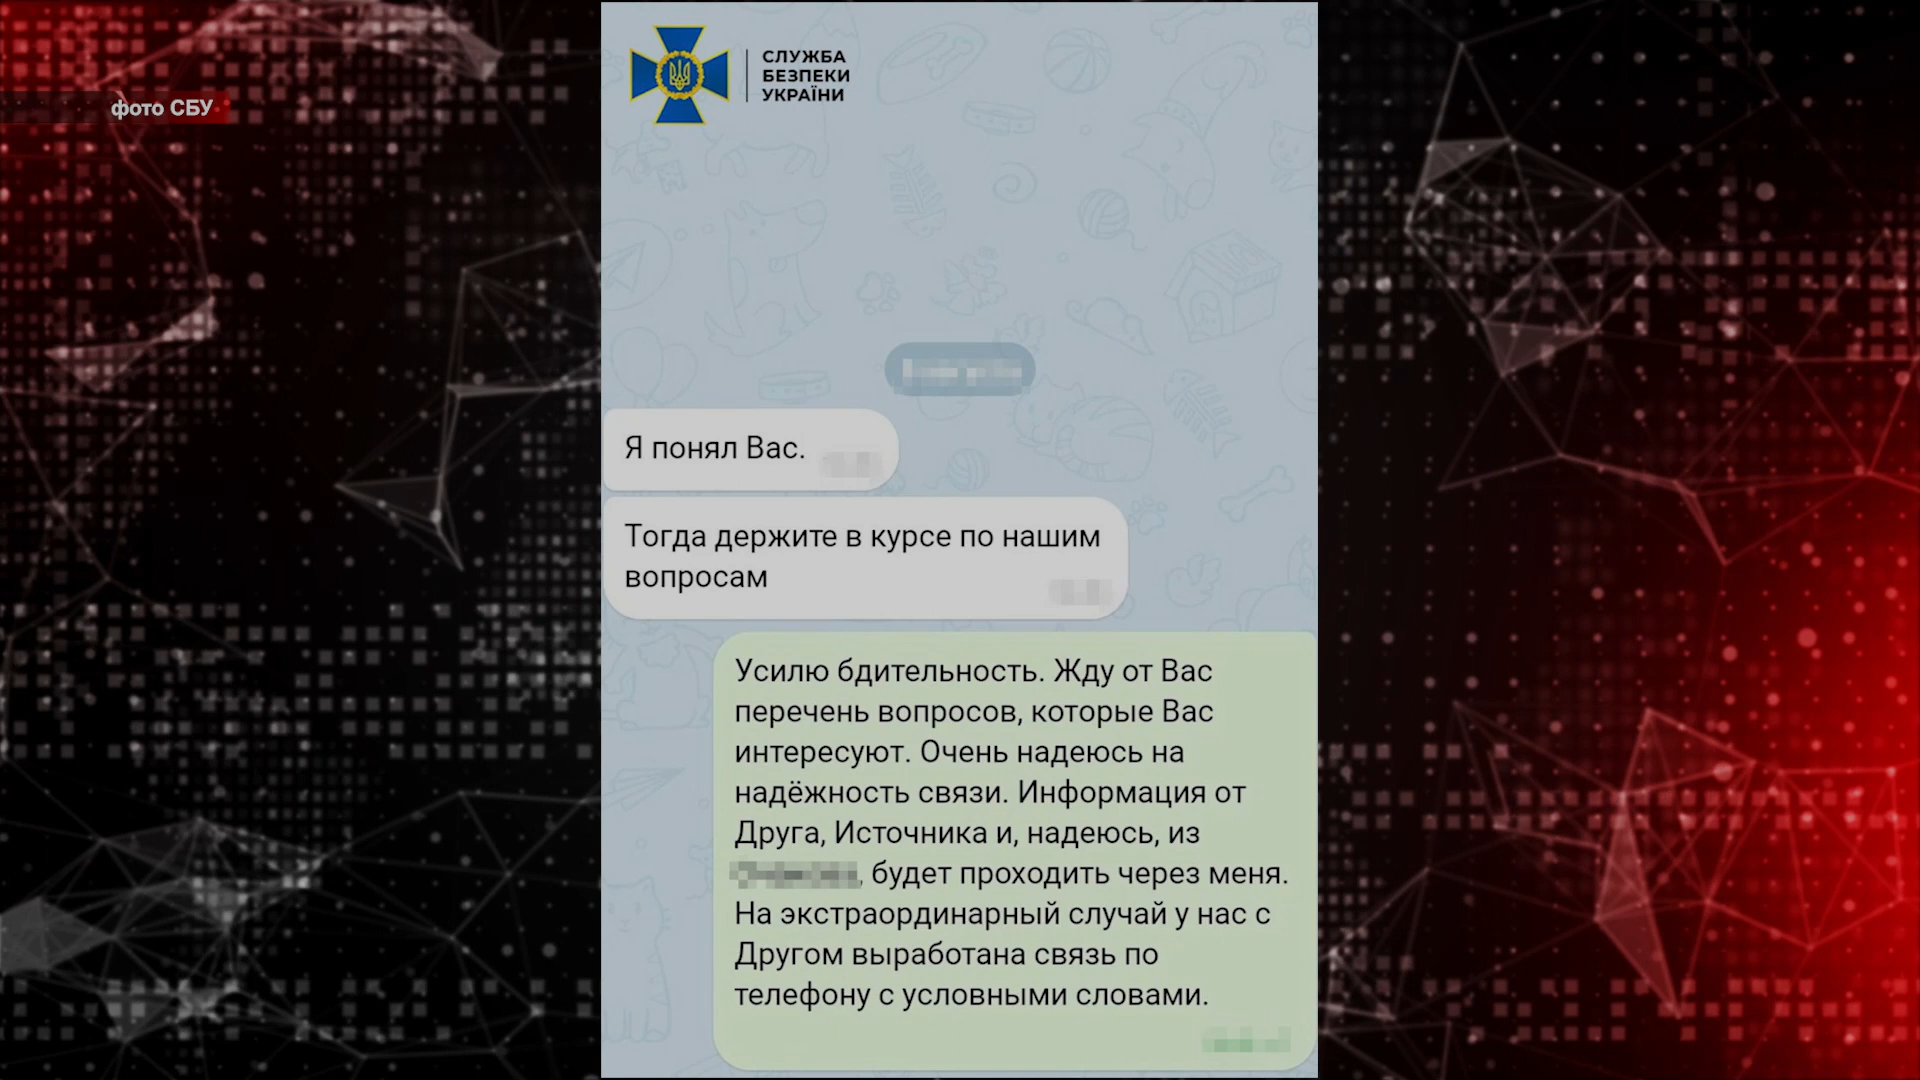 СЛУЖБА
БЕЗПЕКИ
УКРАЇНИ
фото СБУ
Я понял Вас.
Тогда держите в курсе по нашим
вопросам
Усилю бдительность. Жду от Вас
перечень вопросов, которые Вас
интересуют. Очень надеюсь на
надёжность связи. Информация от
Друга, Источника и, надеюсь, из
, будет проходить через меня.
На экстраординарный случай у нас с
Другом выработана связь по
телефону с условными словами.